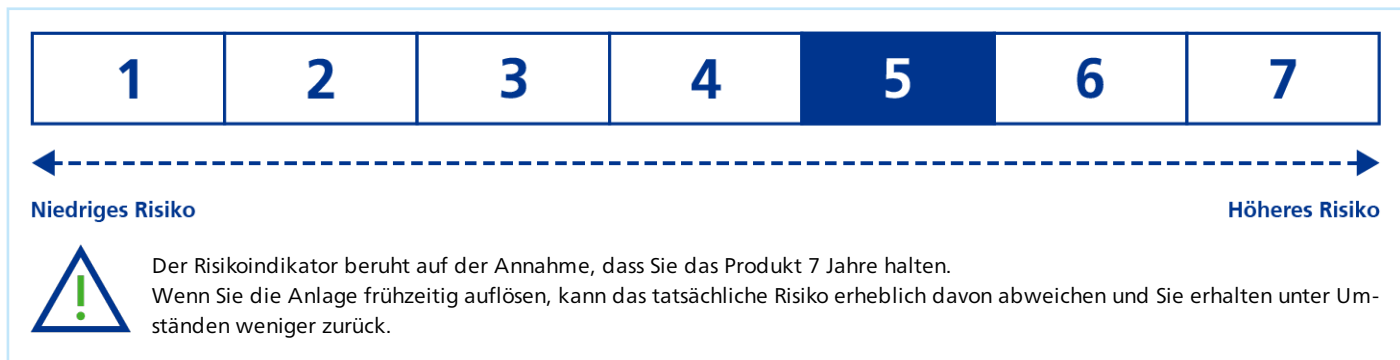 1 2 3 4 5 6 7
Niedriges Risiko Höheres Risiko
Der Risikoindikator beruht auf der Annahme, dass Sie das Produkt 7 Jahre halten.
Wenn Sie die Anlage frühzeitig auflösen, kann das tatsächliche Risiko erheblich davon abweichen und Sie erhalten unter Um-
ständen weniger zurück.